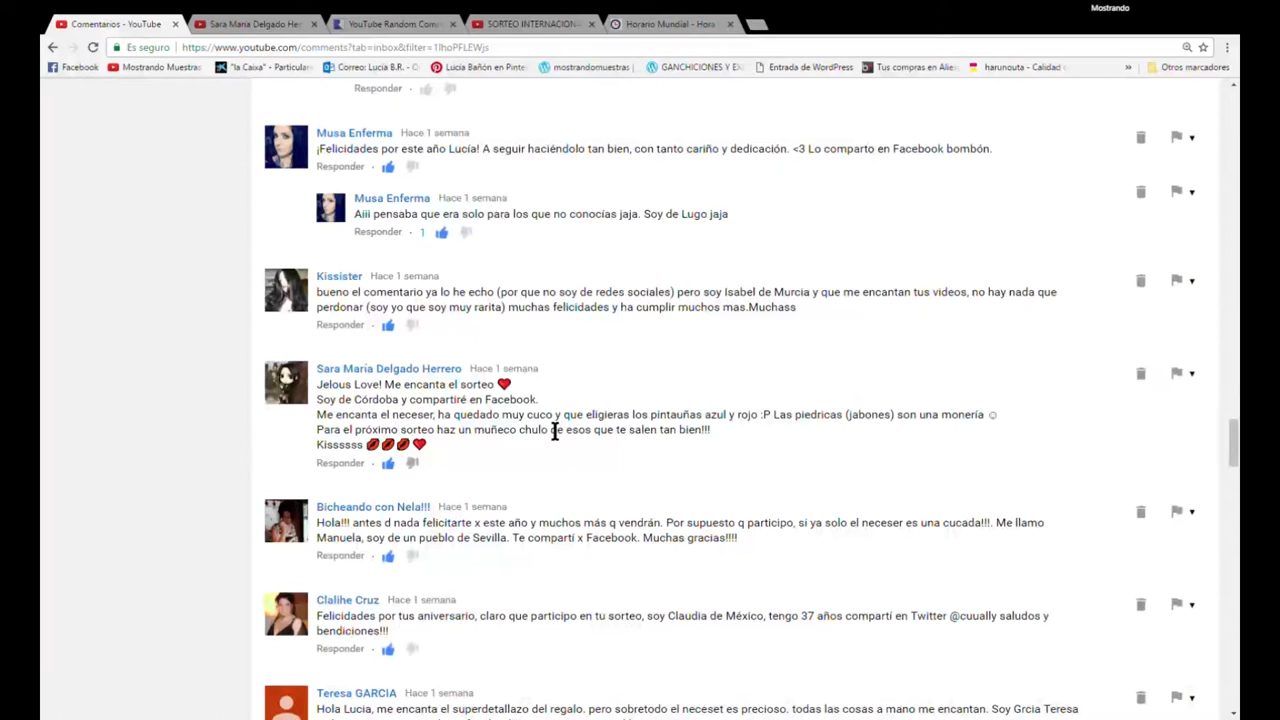 Mostrando
Comentarios - YouTube
Sara María Delgado Her
YouTube Random Com
SORTEO INTERNACION
Horario Mundial - Hora
Es seguro
https://www.youtube.com/comments?tab=inbox&filter=1lhoPFLEWjs
Facebook
Mostrando Muestras
"la Caixa" - Particular
Correo: Lucía B.R. - O
Lucía Bañón en Pinte
mostrandomuestras
GANCHICIONES Y EX
Entrada de WordPress
Tus compras en Aliex
harunouta - Calidad
»
Otros marcadores
Responder ·
Musa Enferma Hace 1 semana
¡Felicidades por este año Lucía! A seguir haciéndolo tan bien, con tanto cariño y dedicación. <3 Lo comparto en Facebook bombón.
Responder ·
Musa Enferma Hace 1 semana
Aiii pensaba que era solo para los que no conocías jaja. Soy de Lugo jaja
Responder · 1
Kissister Hace 1 semana
bueno el comentario ya lo he echo (por que no soy de redes sociales) pero soy Isabel de Murcia y que me encantan tus videos, no hay nada que
perdonar (soy yo que soy muy rarita) muchas felicidades y ha cumplir muchos mas.Muchass
Responder ·
Sara María Delgado Herrero Hace 1 semana
Jelous Love! Me encanta el sorteo ❤
Soy de Córdoba y compartiré en Facebook.
Me encanta el neceser, ha quedado muy cuco y que eligieras los pintauñas azul y rojo :P Las piedricas (jabones) son una monería ☺
Para el próximo sorteo haz un muñeco chulo de esos que te salen tan bien!!!
Kissssss 💋💋💋❤
Responder ·
Bicheando con Nela!!! Hace 1 semana
Hola!!! antes d nada felicitarte x este año y muchos más q vendrán. Por supuesto q participo, si ya solo el neceser es una cucada!!!. Me llamo
Manuela, soy de un pueblo de Sevilla. Te compartí x Facebook. Muchas gracias!!!!
Responder ·
Clalihe Cruz Hace 1 semana
Felicidades por tus aniversario, claro que participo en tu sorteo, soy Claudia de México, tengo 37 años compartí en Twitter @cuually saludos y
bendiciones!!!
Responder ·
Teresa GARCIA Hace 1 semana
Hola Lucia, me encanta el superdetallazo del regalo. pero sobretodo el neceset es precioso. todas las cosas a mano me encantan. Soy Grcia Teresa